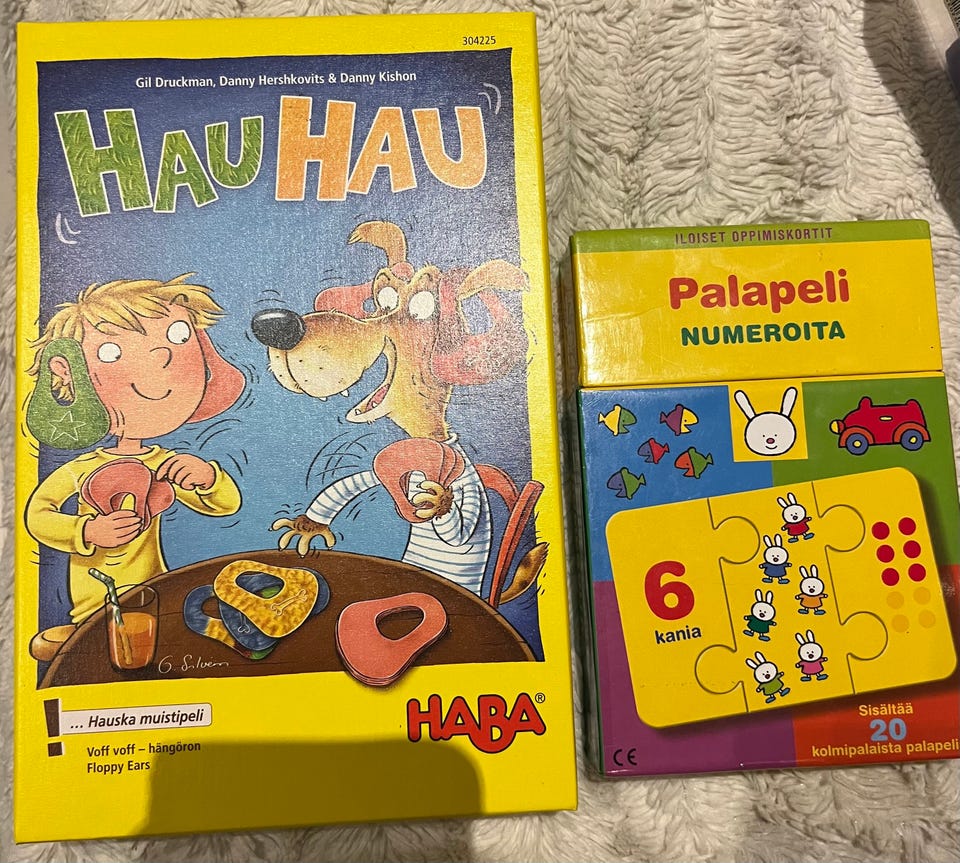 304225
Gil Druckman, Danny Hershkovits & Danny Kishon
HAU HAU
G. Silveri
! ... Hauska muistipeli
Voff voff – hängöron
Floppy Ears
HABA®
ILOISET OPPIMISKORTIT
Palapeli
NUMEROITA
6
kania
Sisältää
20
kolmipalaista palapeli
CE